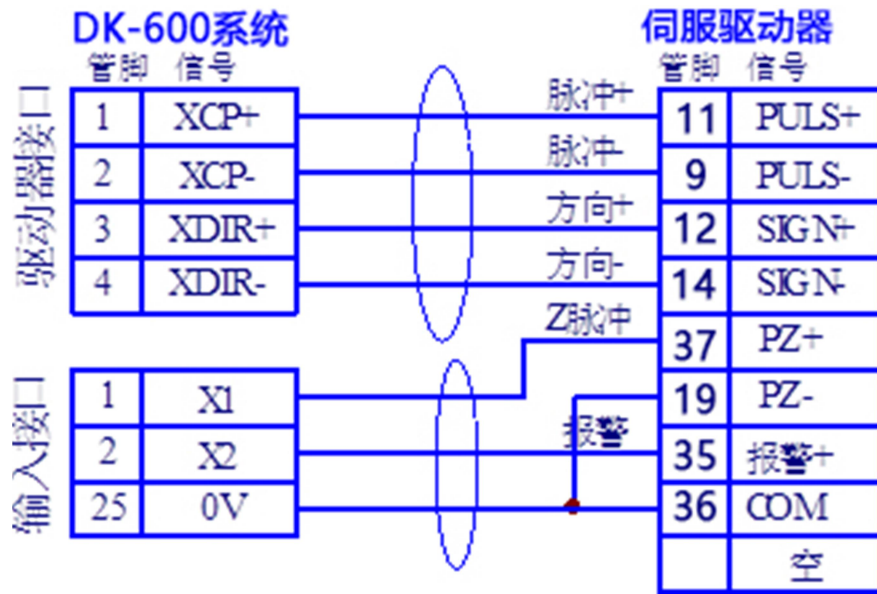 DK-600系统 伺服驱动器
管脚 信号 管脚 信号
驱动器接口
1 XCP+ 脉冲+ 11 PULS+
2 XCP- 脉冲- 9 PULS-
3 XDIR+ 方向+ 12 SIGN+
4 XDIR- 方向- 14 SIGN-
Z脉冲 37 PZ+
输入接口
1 X1 19 PZ-
2 X2 报警 35 报警+
25 0V 36 COM
空